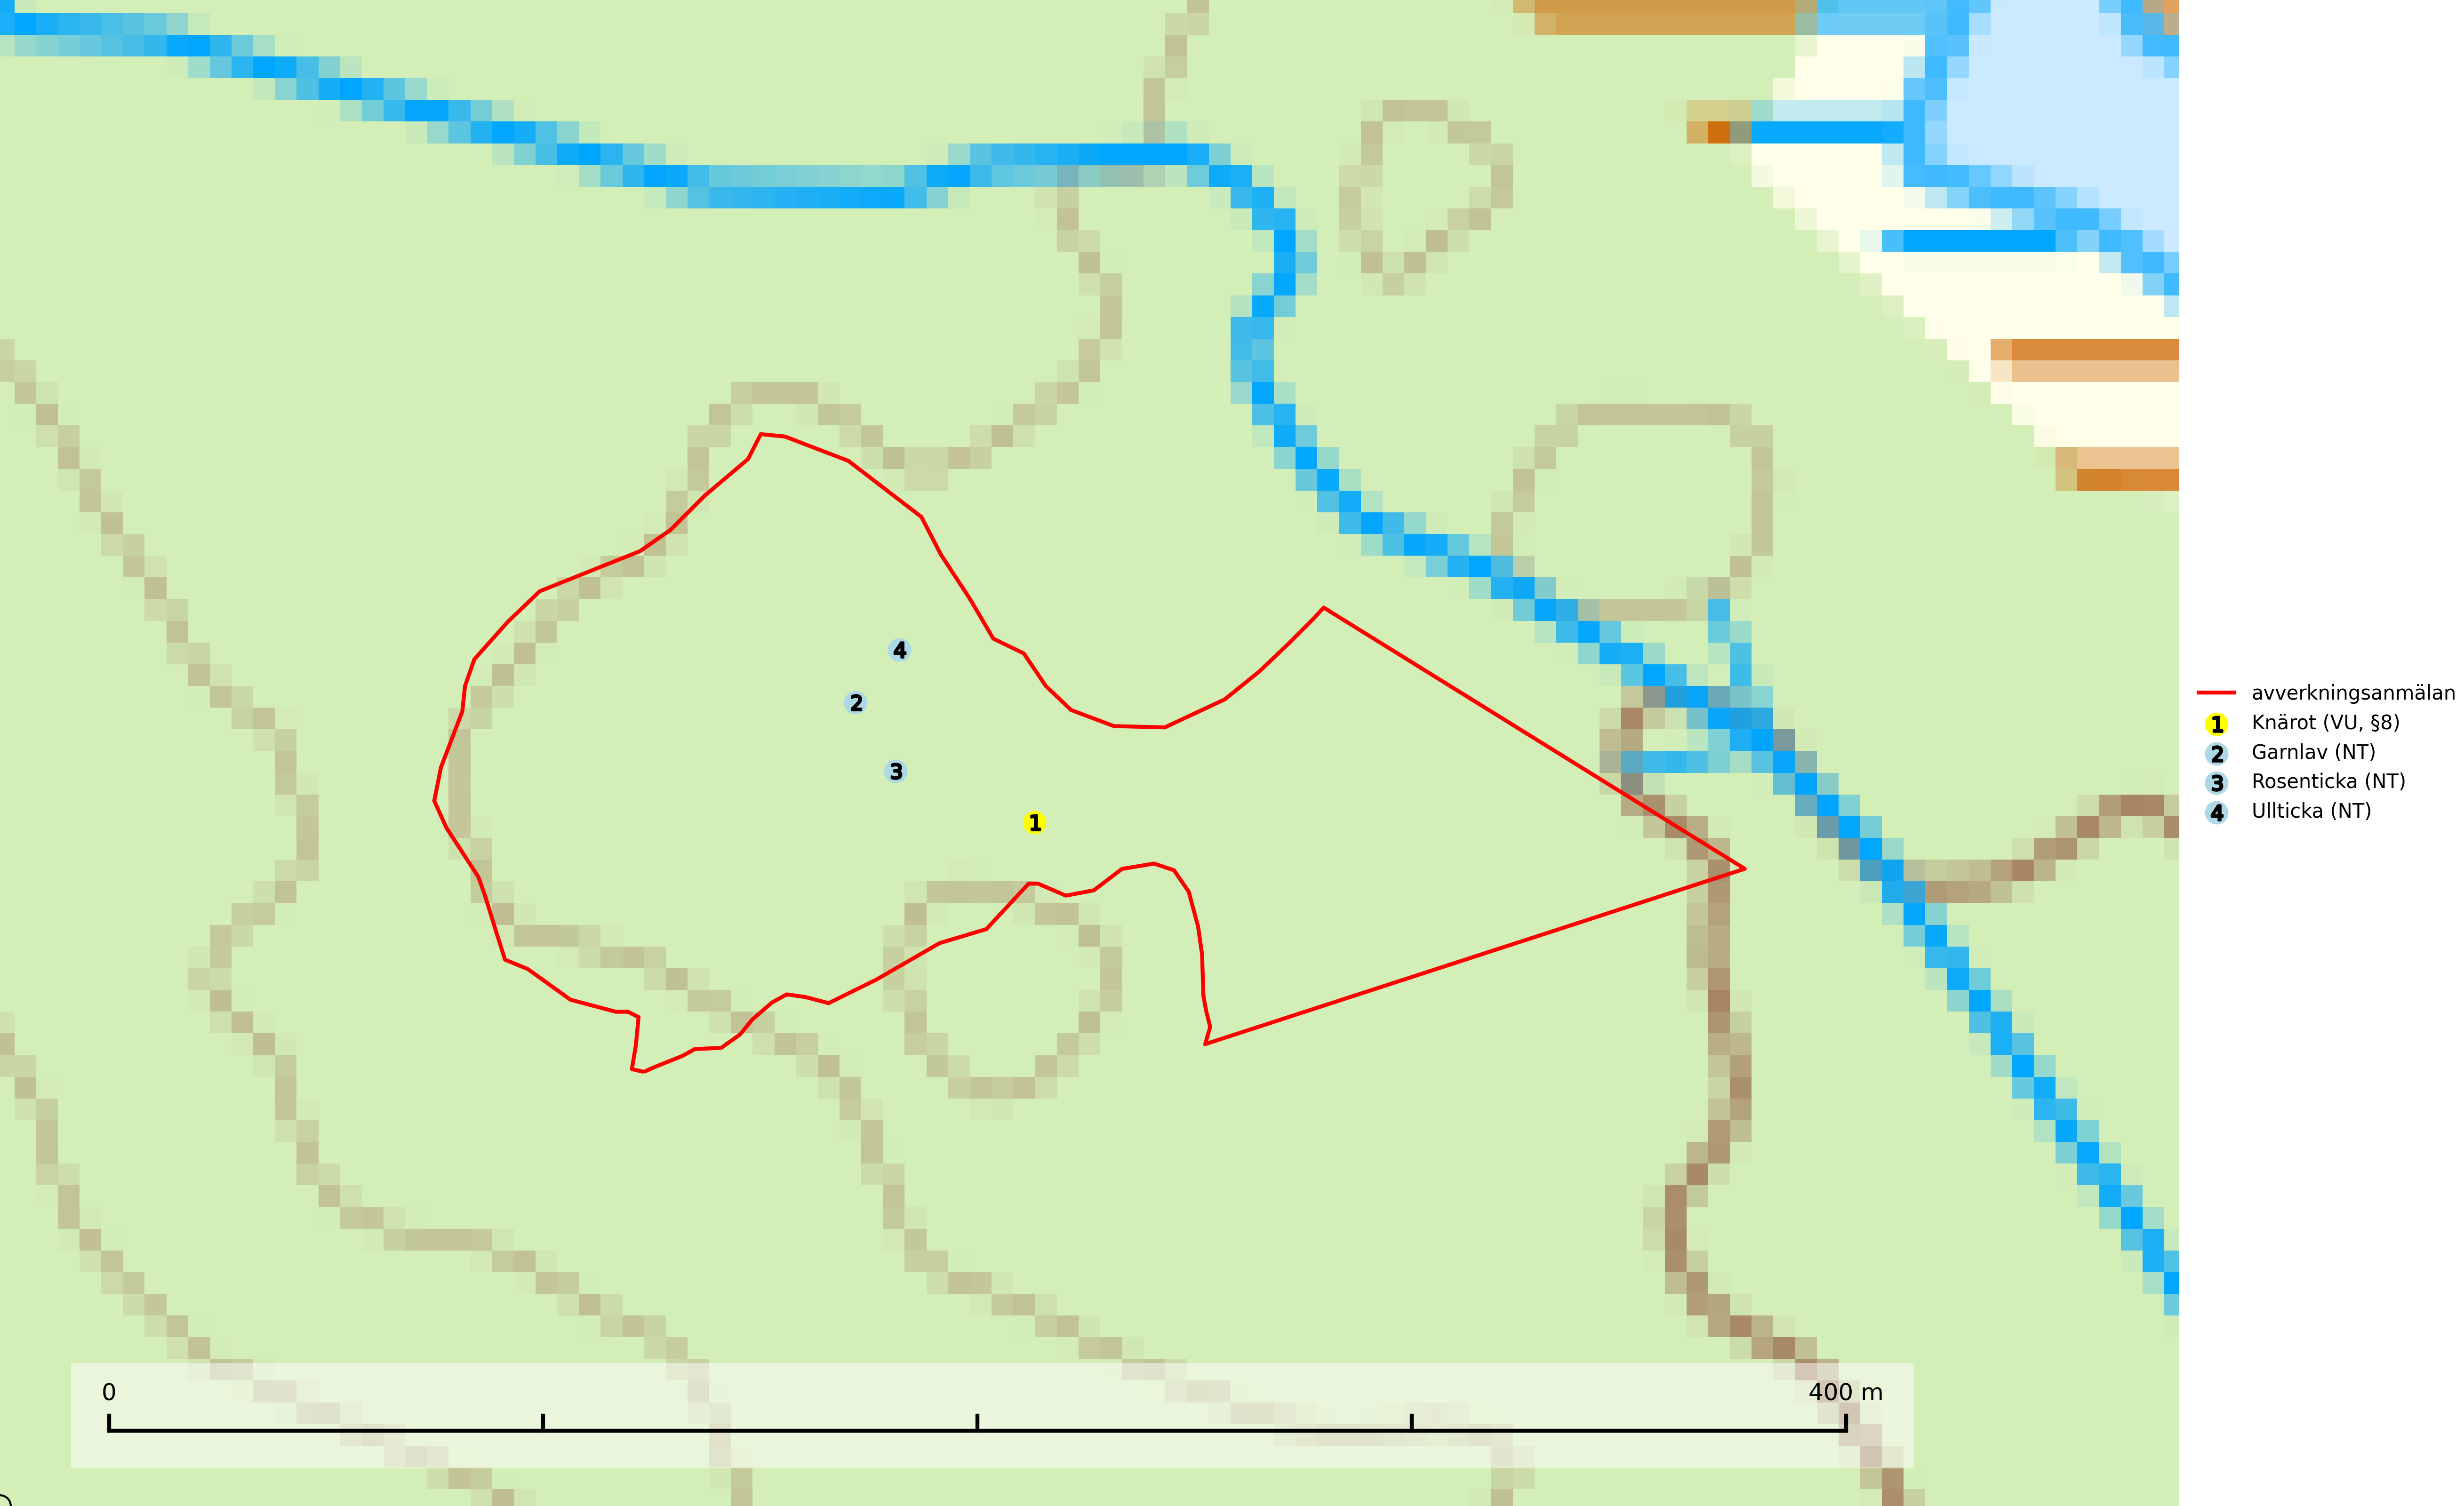 4
2
3
1
avverkningsanmälan
1 Knärot (VU, §8)
2 Garnlav (NT)
3 Rosenticka (NT)
4 Ullticka (NT)
0 400 m